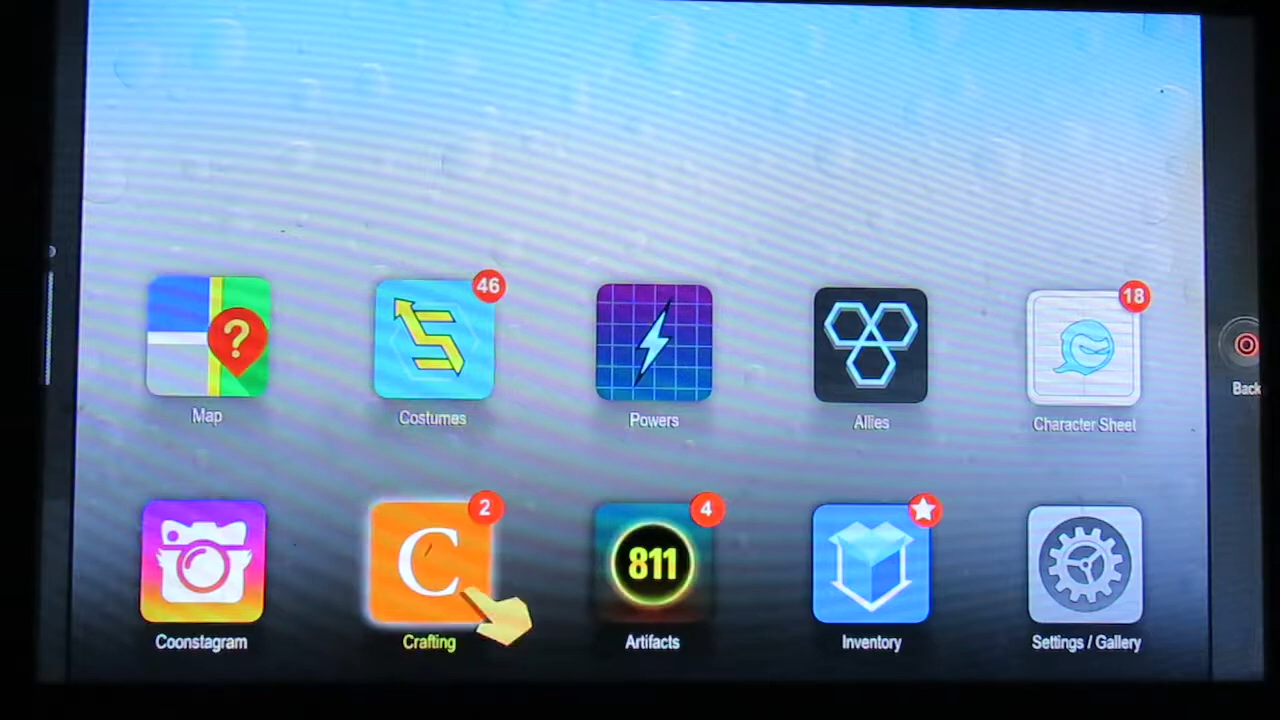 46
18
?
Map
Costumes
Powers
Allies
Character Sheet
Back
2
4
C
811
Coonstagram
Crafting
Artifacts
Inventory
Settings / Gallery